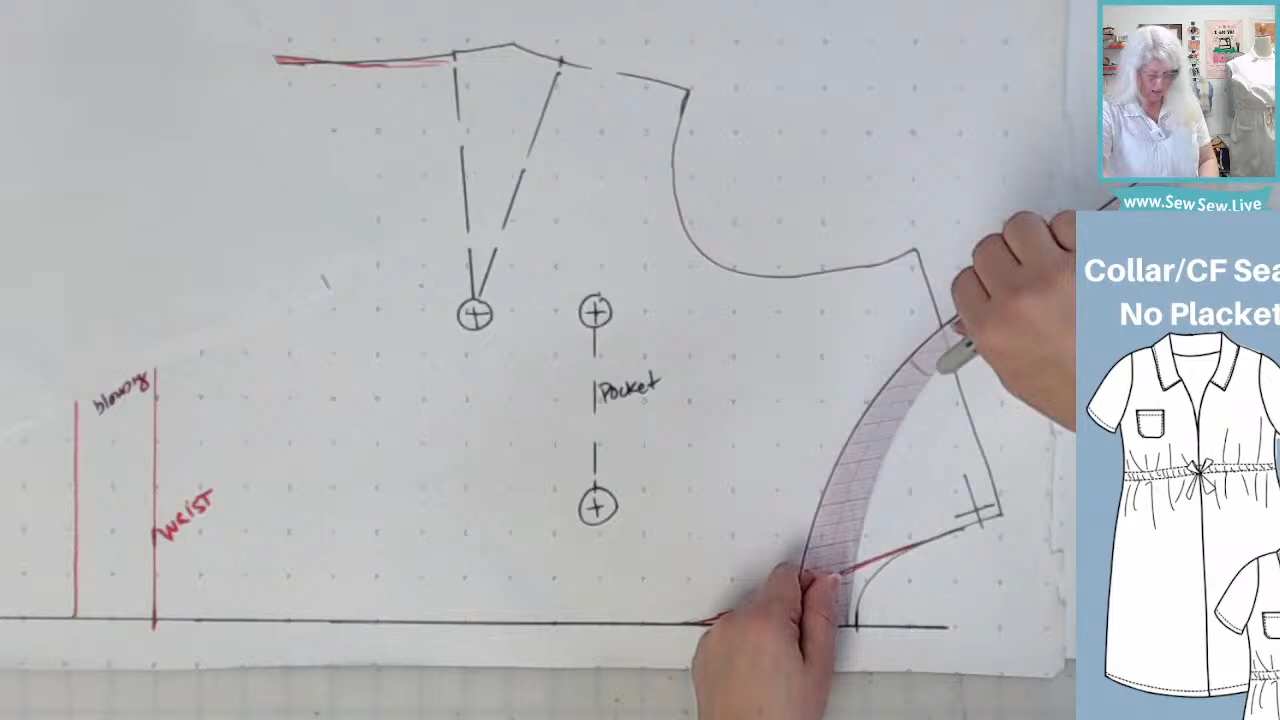 www.SewSew.Live
Collar/CF Sea
No Placket
blousing
Pocket
Waist